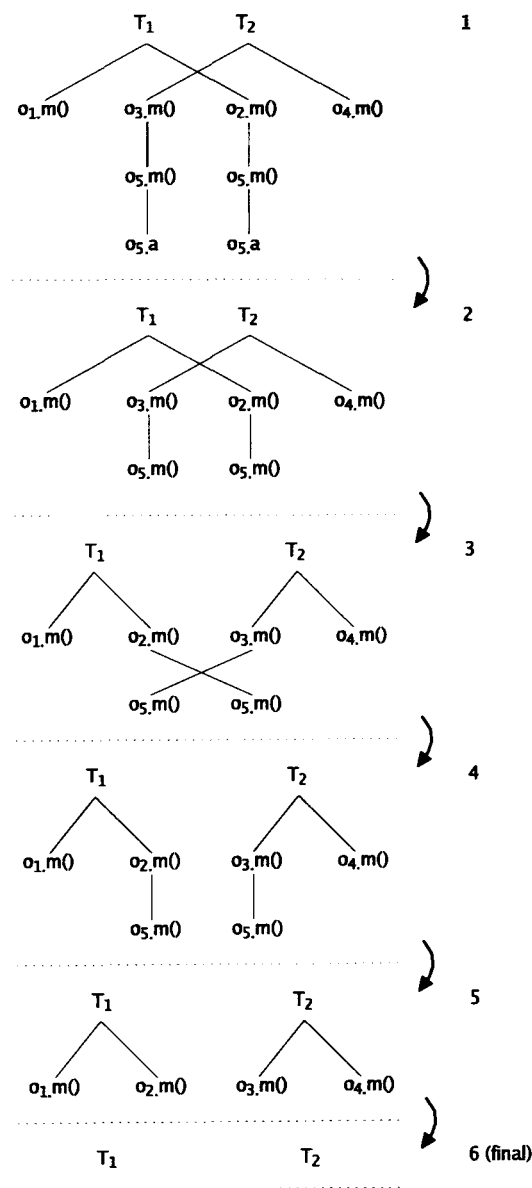 T1 T2 1
o1.m() o3.m() o2.m() o4.m()
o5.m() o5.m()
o5.a o5.a
T1 T2 2
o1.m() o3.m() o2.m() o4.m()
o5.m() o5.m()
T1 T2 3
o1.m() o2.m() o3.m() o4.m()
o5.m() o5.m()
T1 T2 4
o1.m() o2.m() o3.m() o4.m()
o5.m() o5.m()
T1 T2 5
o1.m() o2.m() o3.m() o4.m()
T1 T2 6 (final)